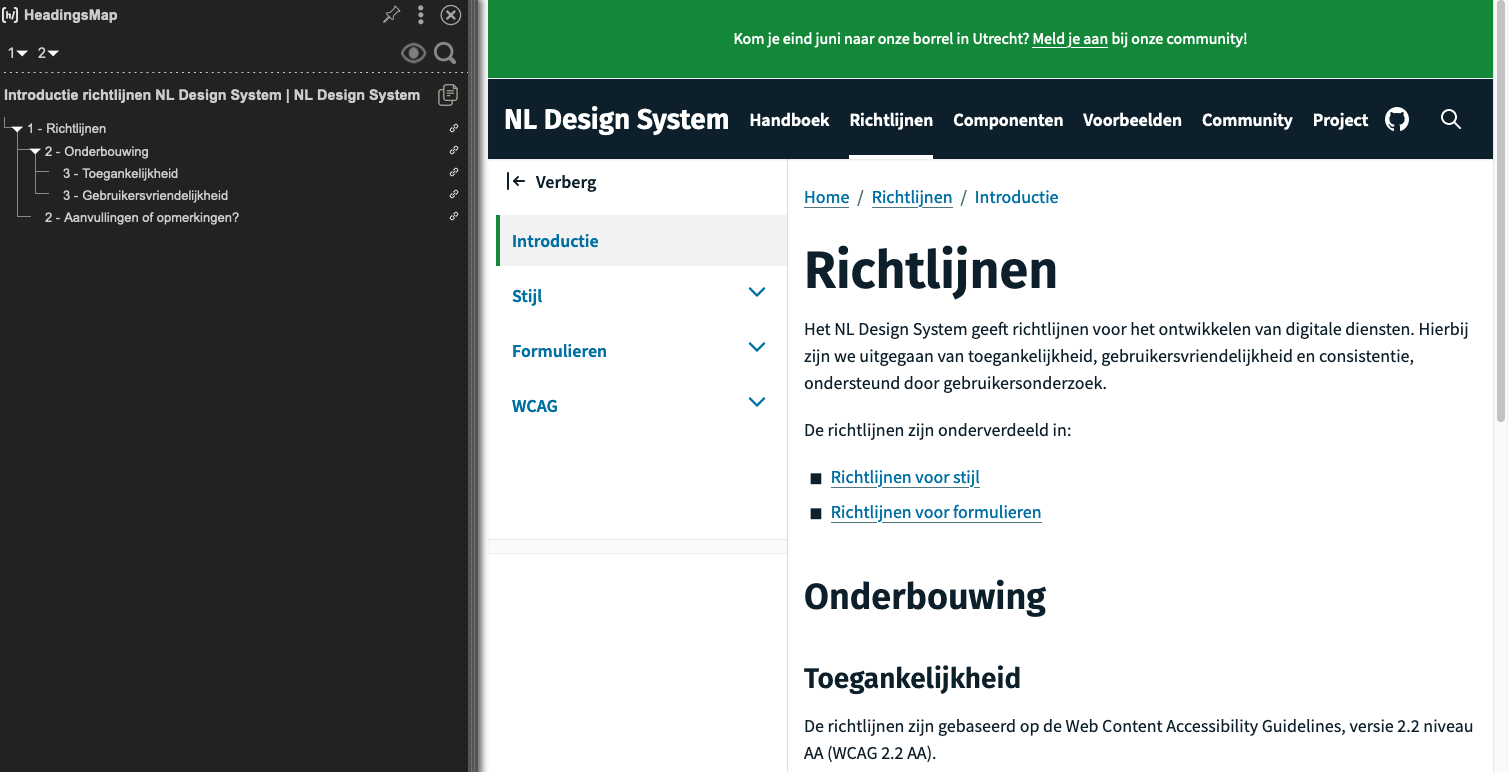 HeadingsMap
1 2
Introductie richtlijnen NL Design System | NL Design System
1 - Richtlijnen
2 - Onderbouwing
3 - Toegankelijkheid
3 - Gebruikersvriendelijkheid
2 - Aanvullingen of opmerkingen?
Kom je eind juni naar onze borrel in Utrecht? Meld je aan bij onze community!
NL Design System Handboek Richtlijnen Componenten Voorbeelden Community Project
Verberg
Introductie
Stijl
Formulieren
WCAG
Home / Richtlijnen / Introductie
Richtlijnen
Het NL Design System geeft richtlijnen voor het ontwikkelen van digitale diensten. Hierbij
zijn we uitgegaan van toegankelijkheid, gebruikersvriendelijkheid en consistentie,
ondersteund door gebruikersonderzoek.
De richtlijnen zijn onderverdeeld in:
Richtlijnen voor stijl
Richtlijnen voor formulieren
Onderbouwing
Toegankelijkheid
De richtlijnen zijn gebaseerd op de Web Content Accessibility Guidelines, versie 2.2 niveau
AA (WCAG 2.2 AA).